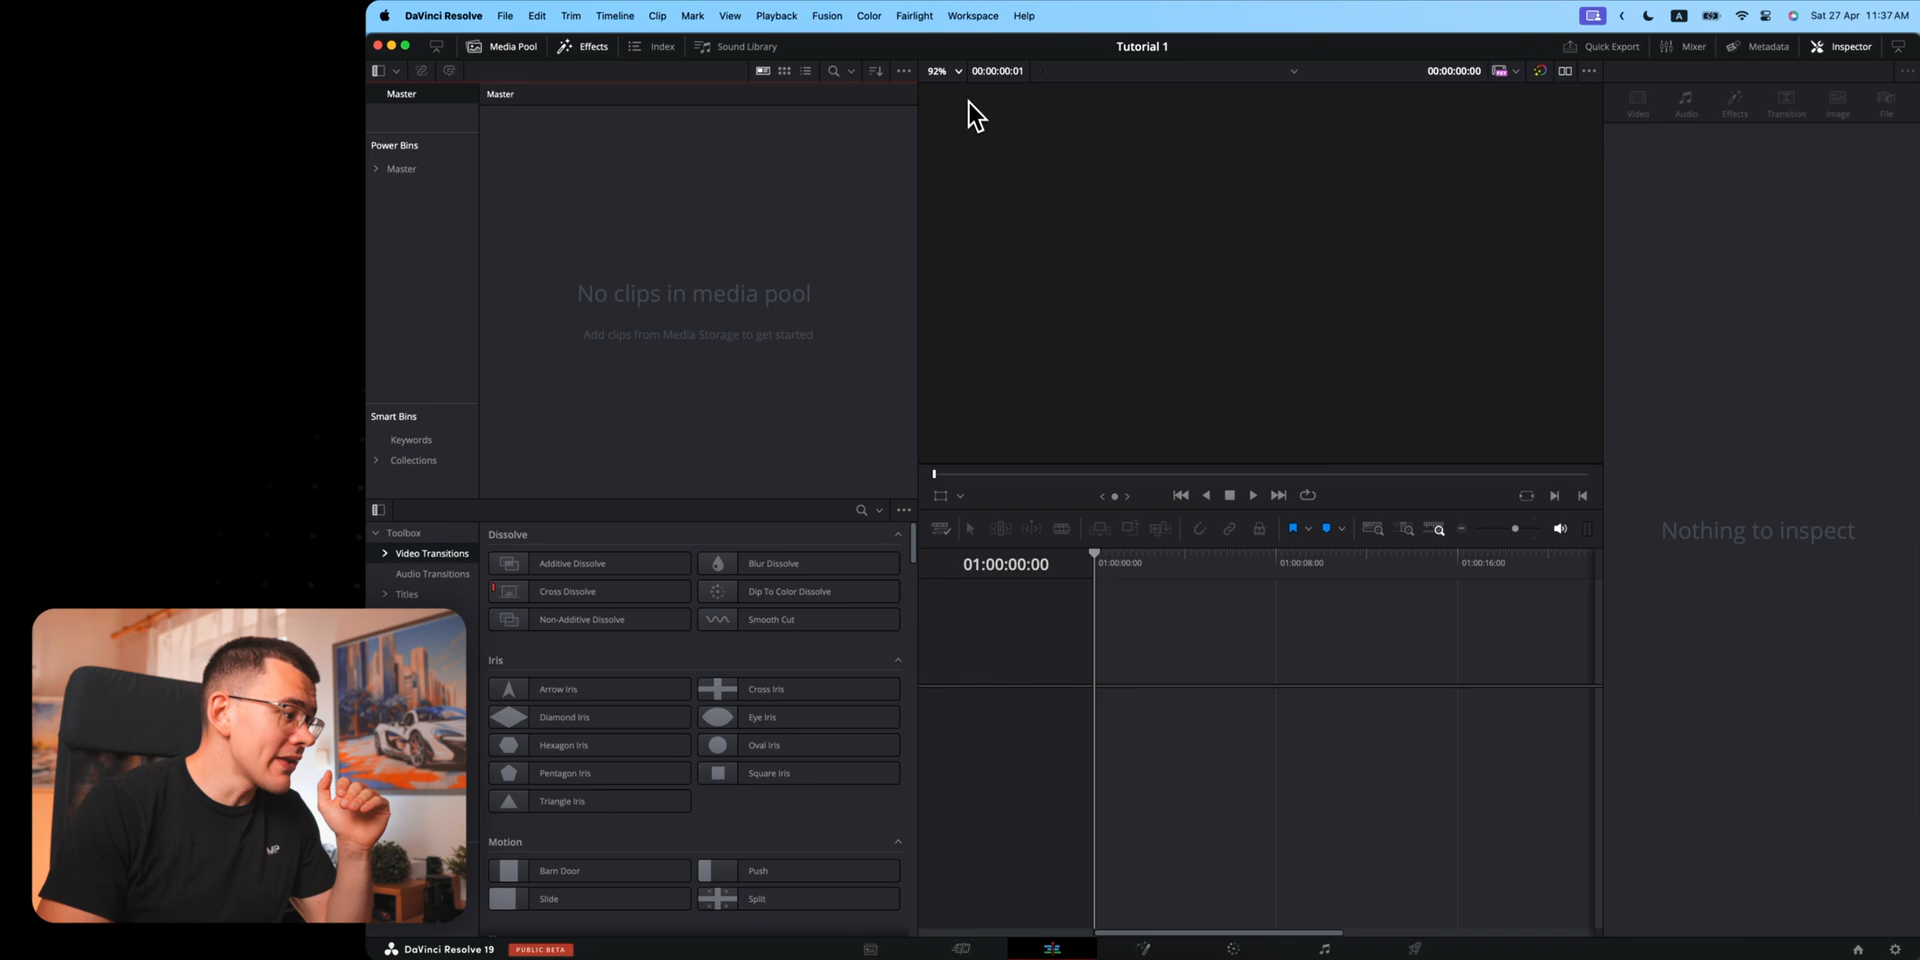 DaVinci Resolve File Edit Trim Timeline Clip Mark View Playback Fusion Color Fairlight Workspace Help A Sat 27 Apr 11:37 AM
Media Pool Effects Index Sound Library Tutorial 1 Quick Export Mixer Metadata Inspector
92% 00:00:00:01 00:00:00:00
Master Master
Video Audio Effects Transition Image File
Power Bins
Master
No clips in media pool
Add clips from Media Storage to get started
Smart Bins
Keywords
Collections
Nothing to inspect
Toolbox
Video Transitions
Audio Transitions
Titles
Dissolve
Additive Dissolve Blur Dissolve
Cross Dissolve Dip To Color Dissolve
Non-Additive Dissolve Smooth Cut
Iris
Arrow Iris Cross Iris
Diamond Iris Eye Iris
Hexagon Iris Oval Iris
Pentagon Iris Square Iris
Triangle Iris
Motion
Barn Door Push
Slide Split
01:00:00:00 01:00:00:00 01:00:08:00 01:00:16:00
DaVinci Resolve 19 PUBLIC BETA